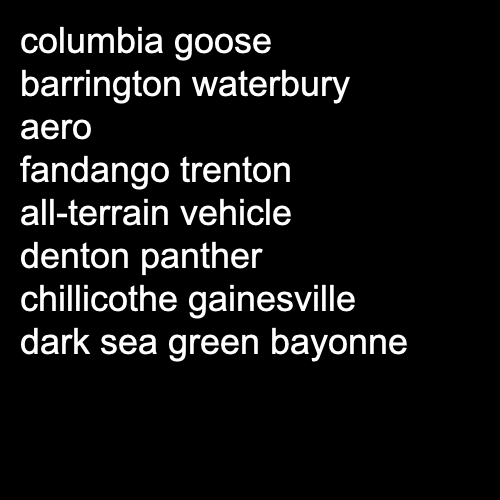 columbia goose
barrington waterbury
aero
fandango trenton
all-terrain vehicle
denton panther
chillicothe gainesville
dark sea green bayonne